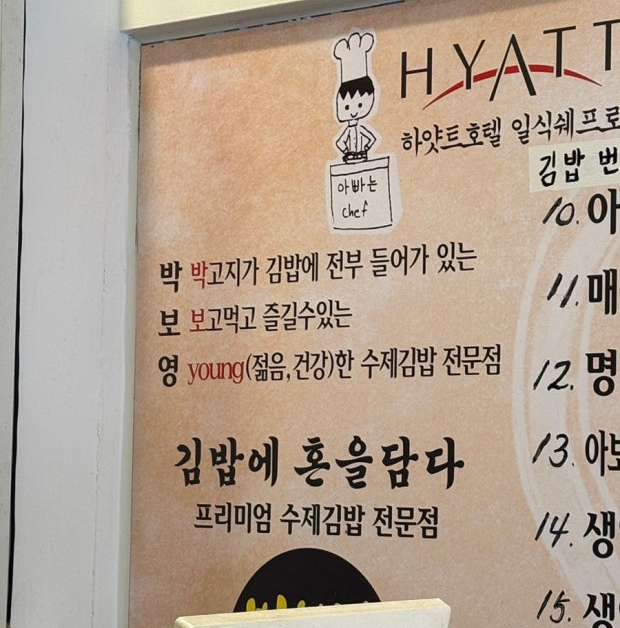 HYATT
하얏트호텔 일식쉐프로
아빠는
chef
김밥 번
10. 아
11. 매
12. 명
13. 아보
14. 생
15. 생
박 박고지가 김밥에 전부 들어가 있는
보 보고먹고 즐길수있는
영 young(젊음,건강)한 수제김밥 전문점
김밥에 혼을담다
프리미엄 수제김밥 전문점